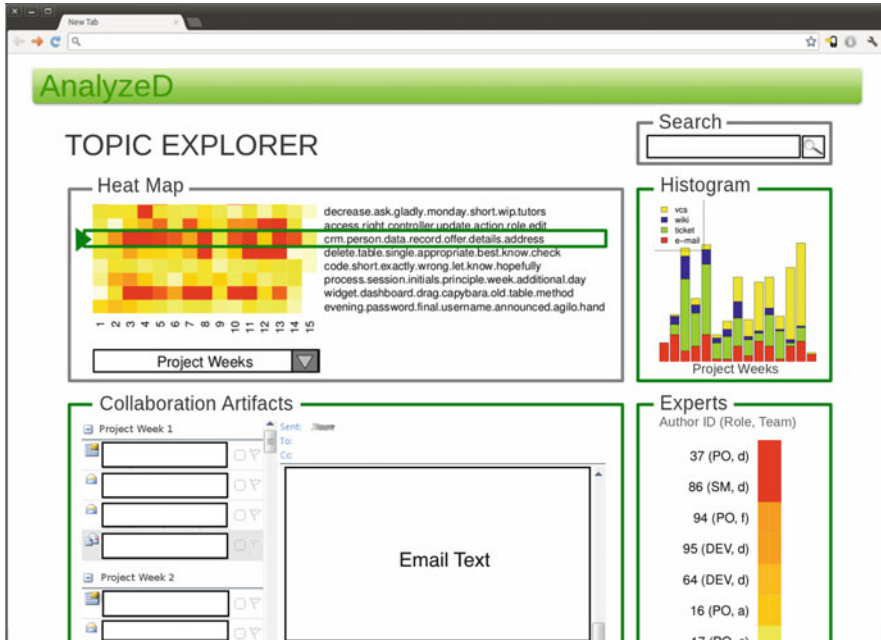 New Tab
AnalyzeD
TOPIC EXPLORER
Search
Heat Map
decrease.ask.gladly.monday.short.wip.tutors
access.right.controller.update.action.role.edit
crm.person.data.record.offer.details.address
delete.table.single.appropriate.best.know.check
code.short.exactly.wrong.let.know.hopefully
process.session.initials.principle.week.additional.day
widget.dashboard.drag.capybara.old.table.method
evening.password.final.username.announced.agilo.hand
1 2 3 4 5 6 7 8 9 10 11 12 13 14 15
Project Weeks
Histogram
vcs
wiki
ticket
e-mail
Project Weeks
Collaboration Artifacts
Project Week 1
Project Week 2
Sent:
To:
Cc:
Email Text
Experts
Author ID (Role, Team)
37 (PO, d)
86 (SM, d)
94 (PO, f)
95 (DEV, d)
64 (DEV, d)
16 (PO, a)